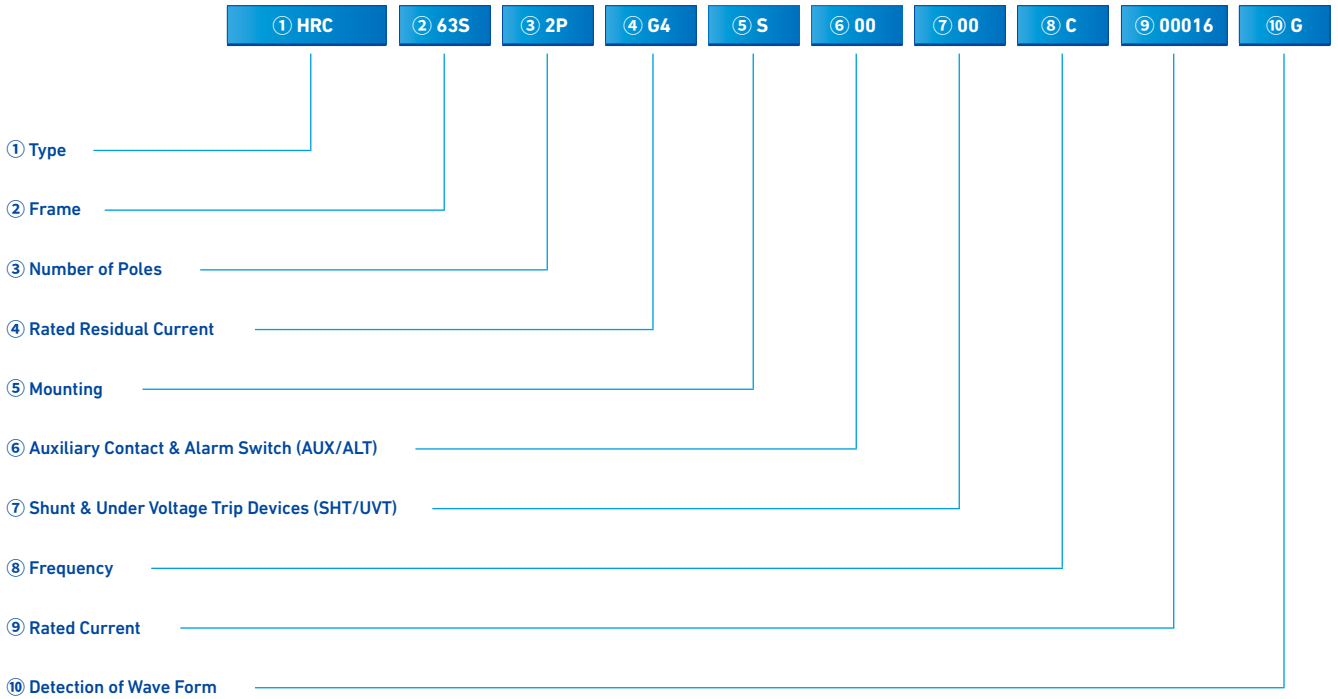 ① HRC ② 63S ③ 2P ④ G4 ⑤ S ⑥ 00 ⑦ 00 ⑧ C ⑨ 00016 ⑩ G
① Type
② Frame
③ Number of Poles
④ Rated Residual Current
⑤ Mounting
⑥ Auxiliary Contact & Alarm Switch (AUX/ALT)
⑦ Shunt & Under Voltage Trip Devices (SHT/UVT)
⑧ Frequency
⑨ Rated Current
⑩ Detection of Wave Form